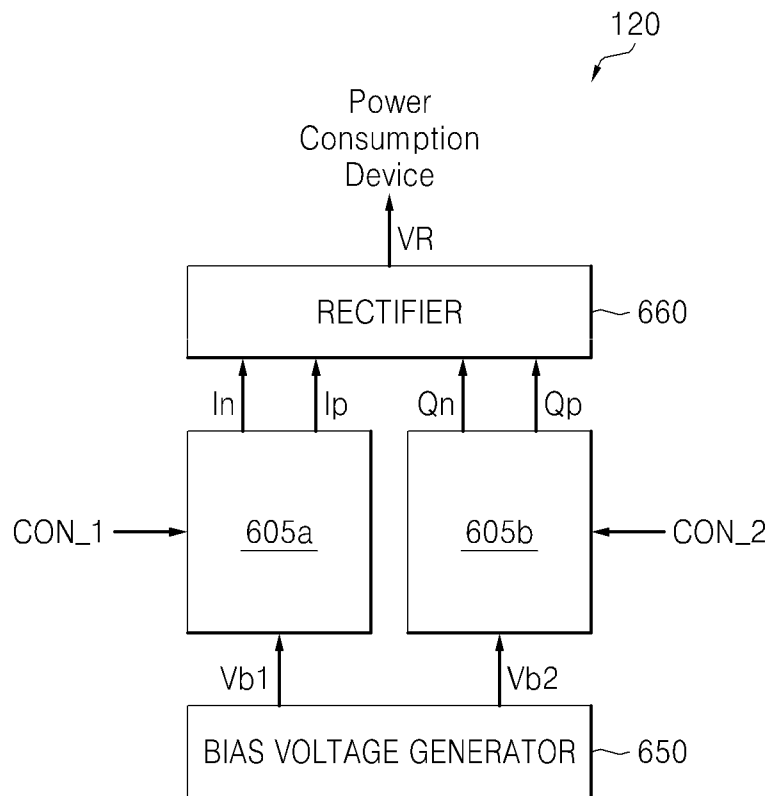 120
Power
Consumption
Device
VR
RECTIFIER
660
In
Ip
Qn
Qp
CON_1
605a
605b
CON_2
Vb1
Vb2
BIAS VOLTAGE GENERATOR
650